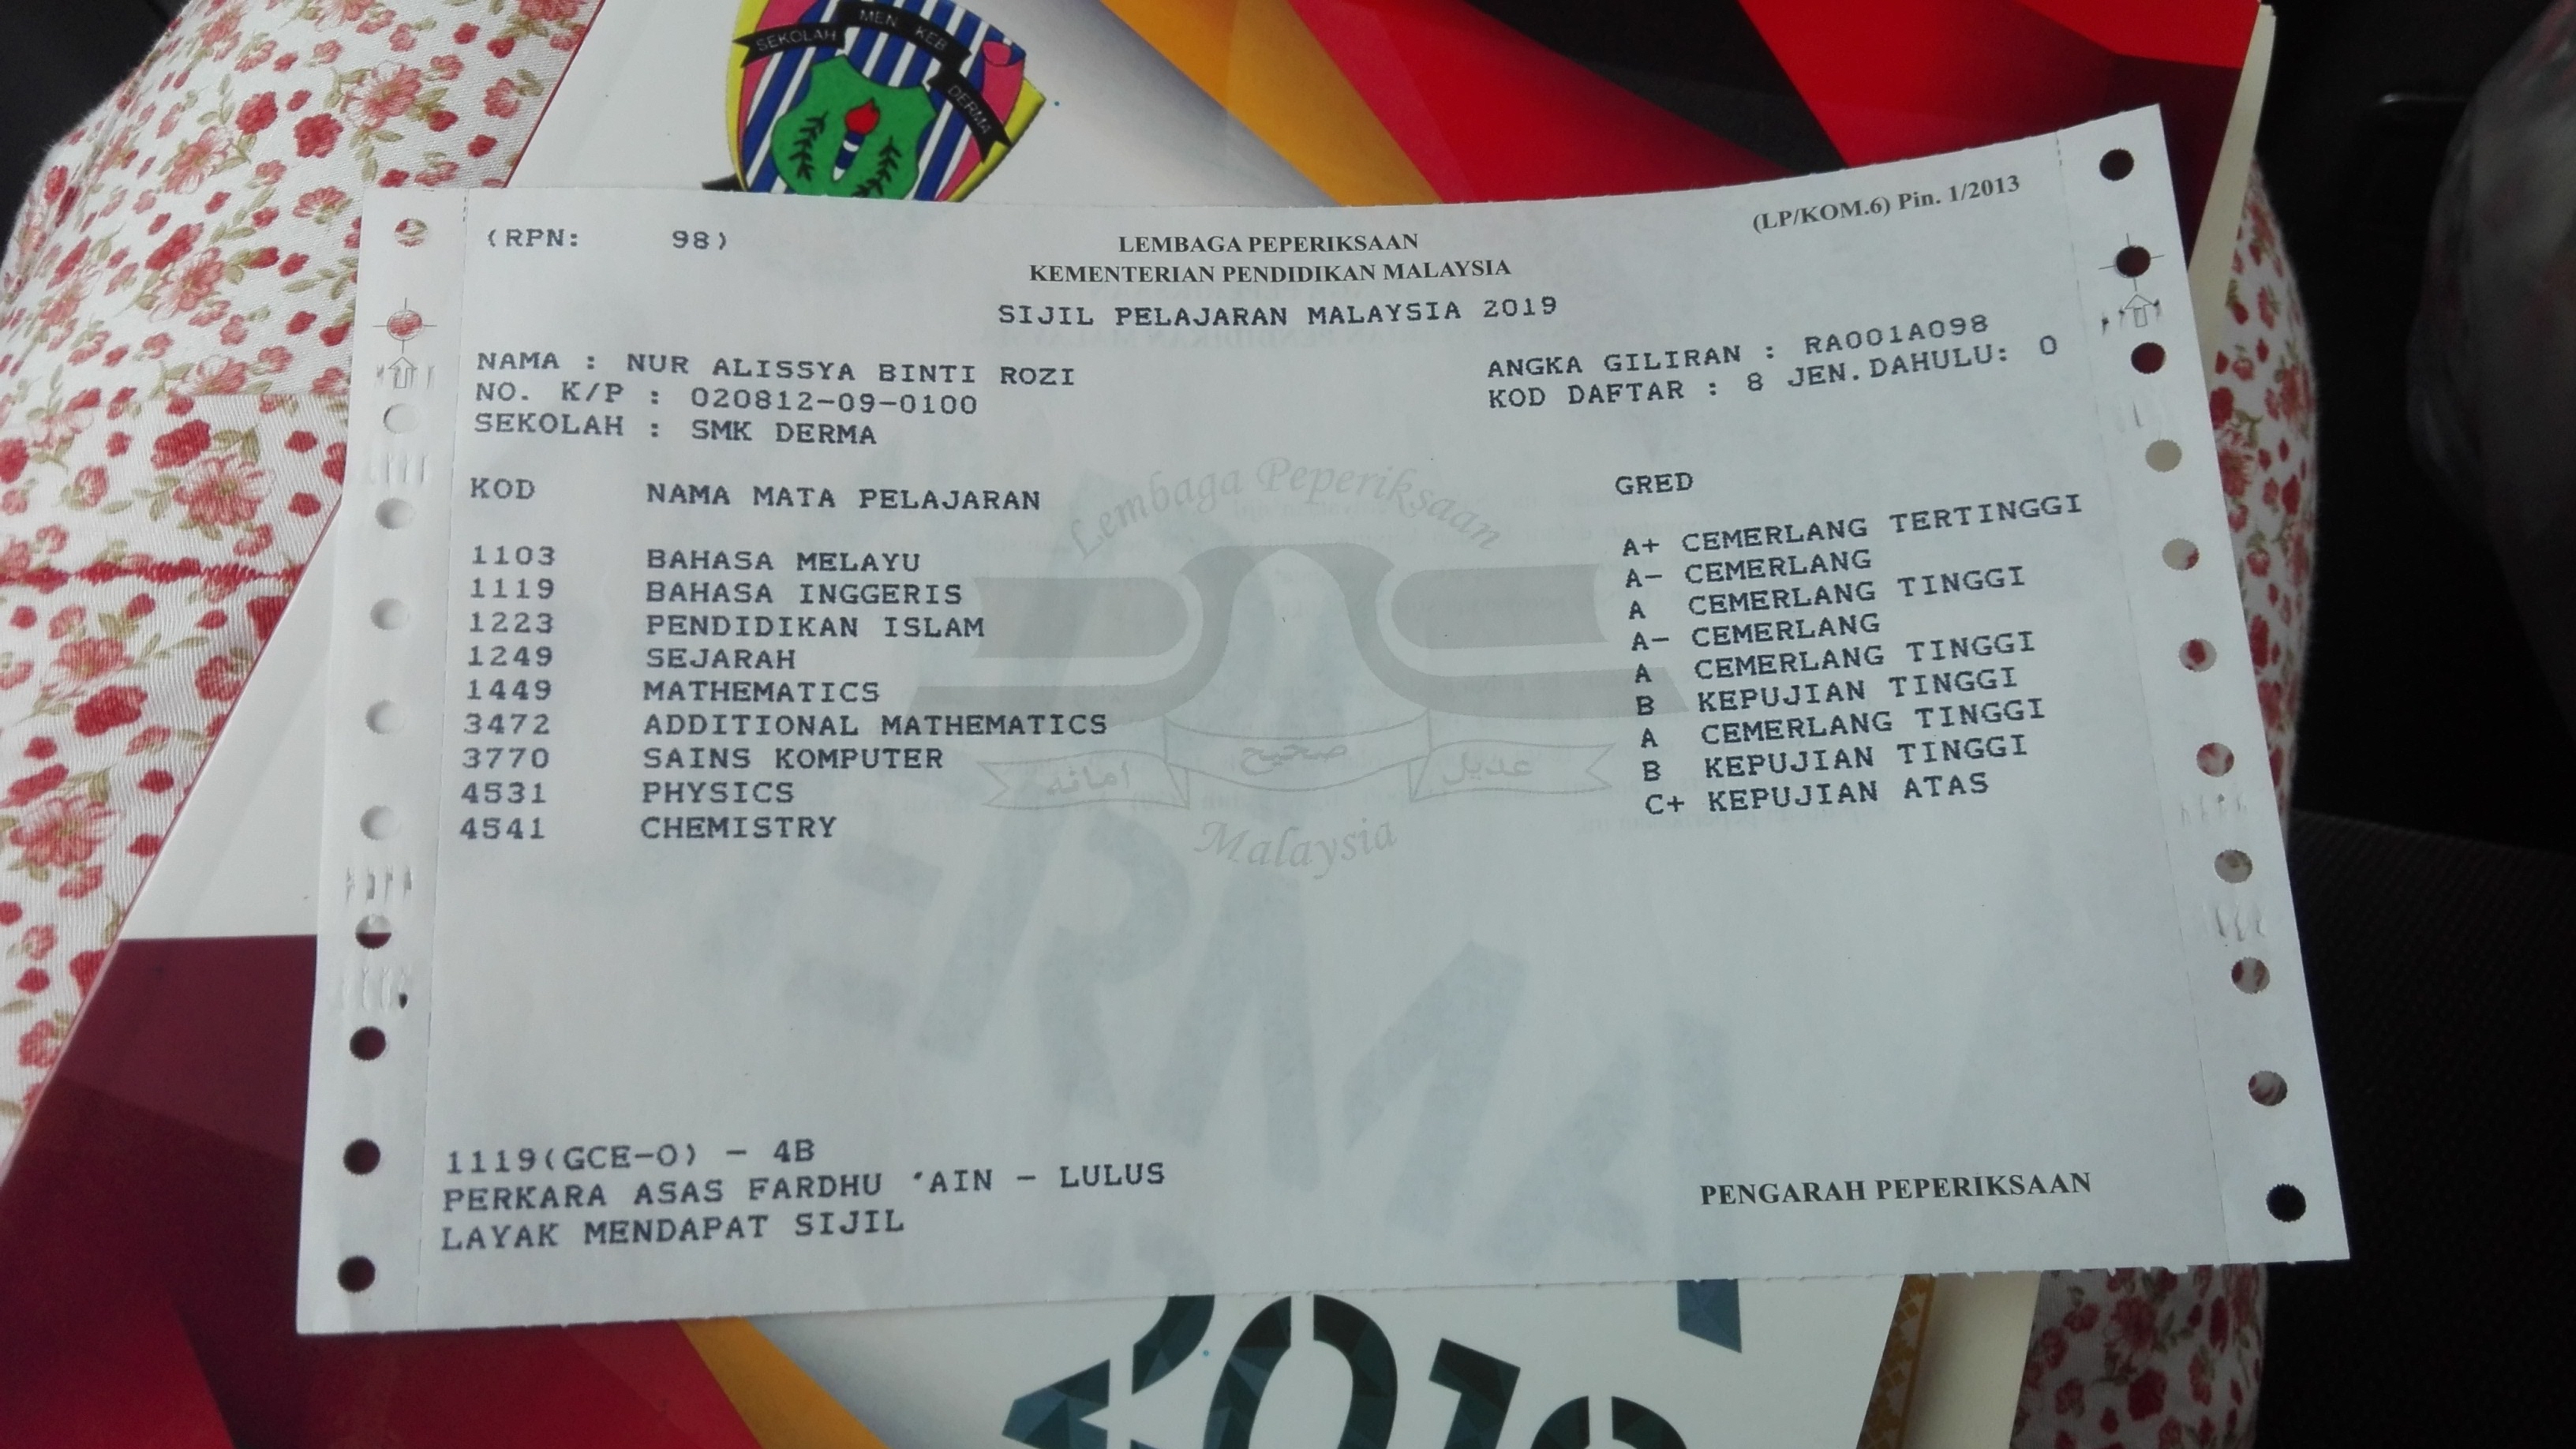 SEKOLAH MEN KEB DERMA
(LP/KOM.6) Pin. 1/2013
(RPN: 98)
LEMBAGA PEPERIKSAAN
KEMENTERIAN PENDIDIKAN MALAYSIA
SIJIL PELAJARAN MALAYSIA 2019
NAMA : NUR ALISSYA BINTI ROZI
NO. K/P : 020812-09-0100
SEKOLAH : SMK DERMA
ANGKA GILIRAN : RA001A098
KOD DAFTAR : 8 JEN.DAHULU: 0
KOD NAMA MATA PELAJARAN GRED
1103 BAHASA MELAYU A+ CEMERLANG TERTINGGI
1119 BAHASA INGGERIS A- CEMERLANG
1223 PENDIDIKAN ISLAM A CEMERLANG TINGGI
1249 SEJARAH A- CEMERLANG
1449 MATHEMATICS A CEMERLANG TINGGI
3472 ADDITIONAL MATHEMATICS B KEPUJIAN TINGGI
3770 SAINS KOMPUTER A CEMERLANG TINGGI
4531 PHYSICS B KEPUJIAN TINGGI
4541 CHEMISTRY C+ KEPUJIAN ATAS
Lembaga Peperiksaan
امانه صحيح عديل
Malaysia
1119(GCE-O) - 4B
PERKARA ASAS FARDHU 'AIN - LULUS
LAYAK MENDAPAT SIJIL
PENGARAH PEPERIKSAAN
2019